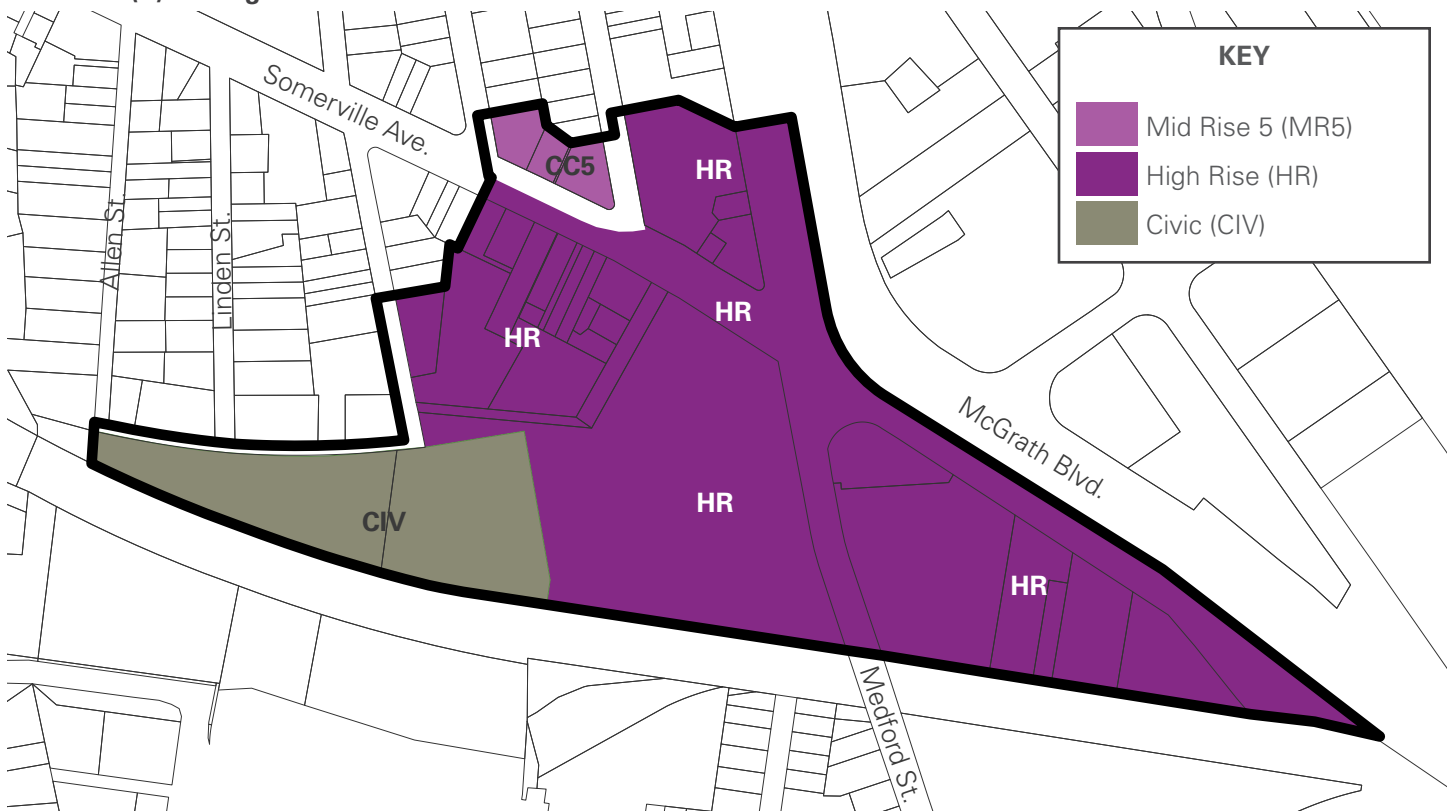 KEY
Mid Rise 5 (MR5)
High Rise (HR)
Civic (CIV)
Somerville Ave.
CC5
HR
Allen St.
Linden St.
HR
HR
McGrath Blvd.
HR
CIV
HR
Medford St.